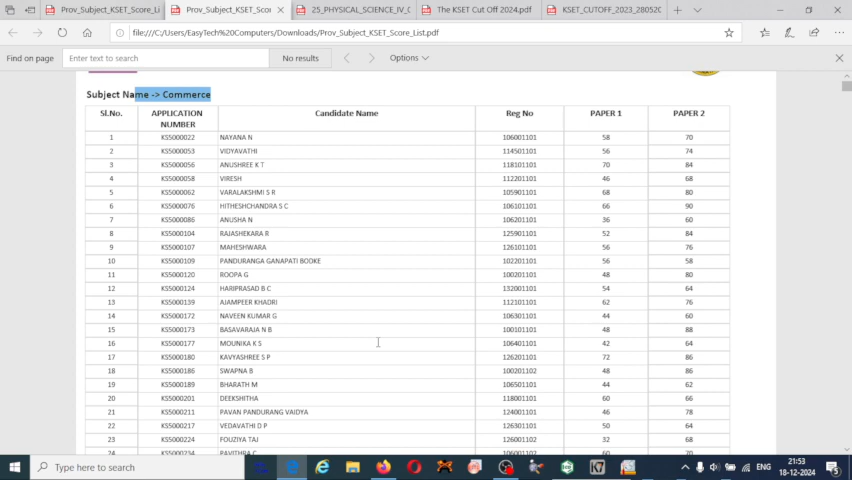 Prov_Subject_KSET_Score_Li
Prov_Subject_KSET_Scor
25_PHYSICAL_SCIENCE_IV_C
The KSET Cut Off 2024.pdf
KSET_CUTOFF_2023_280520
file:///C:/Users/EasyTech%20Computers/Downloads/Prov_Subject_KSET_Score_List.pdf
Find on page Enter text to search No results Options
Subject Name -> Commerce
Sl.No. APPLICATION NUMBER Candidate Name Reg No PAPER 1 PAPER 2
1 KS5000022 NAYANA N 106001101 58 70
2 KS5000053 VIDYAVATHI 114501101 56 74
3 KS5000056 ANUSHREE K T 118101101 70 84
4 KS5000058 VIRESH 112201101 46 68
5 KS5000062 VARALAKSHMI S R 105901101 68 80
6 KS5000076 HITHESHCHANDRA S C 106101101 66 90
7 KS5000086 ANUSHA N 106201101 36 60
8 KS5000104 RAJASHEKARA R 125901101 52 84
9 KS5000107 MAHESHWARA 126101101 56 76
10 KS5000109 PANDURANGA GANAPATI BOOKE 102201101 56 58
11 KS5000120 ROOPA G 100201101 48 80
12 KS5000124 HARIPRASAD B C 132001101 54 64
13 KS5000139 AJAMPEER KHADRI 112101101 62 76
14 KS5000172 NAVEEN KUMAR G 106301101 44 60
15 KS5000173 BASAVARAJA N B 100101101 48 88
16 KS5000177 MOUNIKA K S 106401101 42 64
17 KS5000180 KAVYASHREE S P 126201101 72 86
18 KS5000186 SWAPNA B 100201102 48 86
19 KS5000189 BHARATH M 106501101 44 62
20 KS5000201 DEEKSHITHA 118001101 60 66
21 KS5000211 PAVAN PANDURANG VAIDYA 124001101 46 78
22 KS5000217 VEDAVATHI D P 126301101 50 64
23 KS5000224 FOUZIYA TAJ 126001102 32 68
24 KS5000234 PAVITHRA C 106001102 60 70
Type here to search
ENG
21:53
18-12-2024